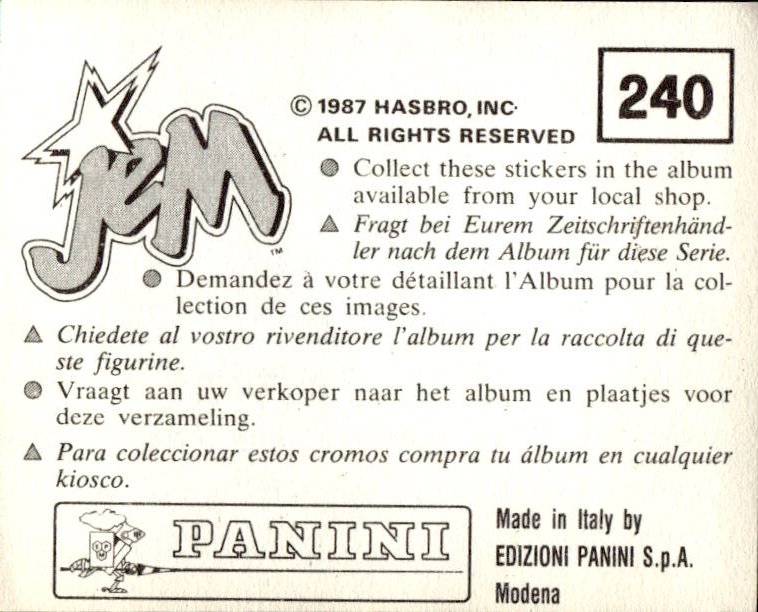 jem
™
© 1987 HASBRO, INC.
ALL RIGHTS RESERVED
240
Collect these stickers in the album
available from your local shop.
Fragt bei Eurem Zeitschriftenhänd-
ler nach dem Album für diese Serie.
Demandez à votre détaillant l'Album pour la col-
lection de ces images.
Chiedete al vostro rivenditore l'album per la raccolta di que-
ste figurine.
Vraagt aan uw verkoper naar het album en plaatjes voor
deze verzameling.
Para coleccionar estos cromos compra tu álbum en cualquier
kiosco.
PANINI
Made in Italy by
EDIZIONI PANINI S.p.A.
Modena